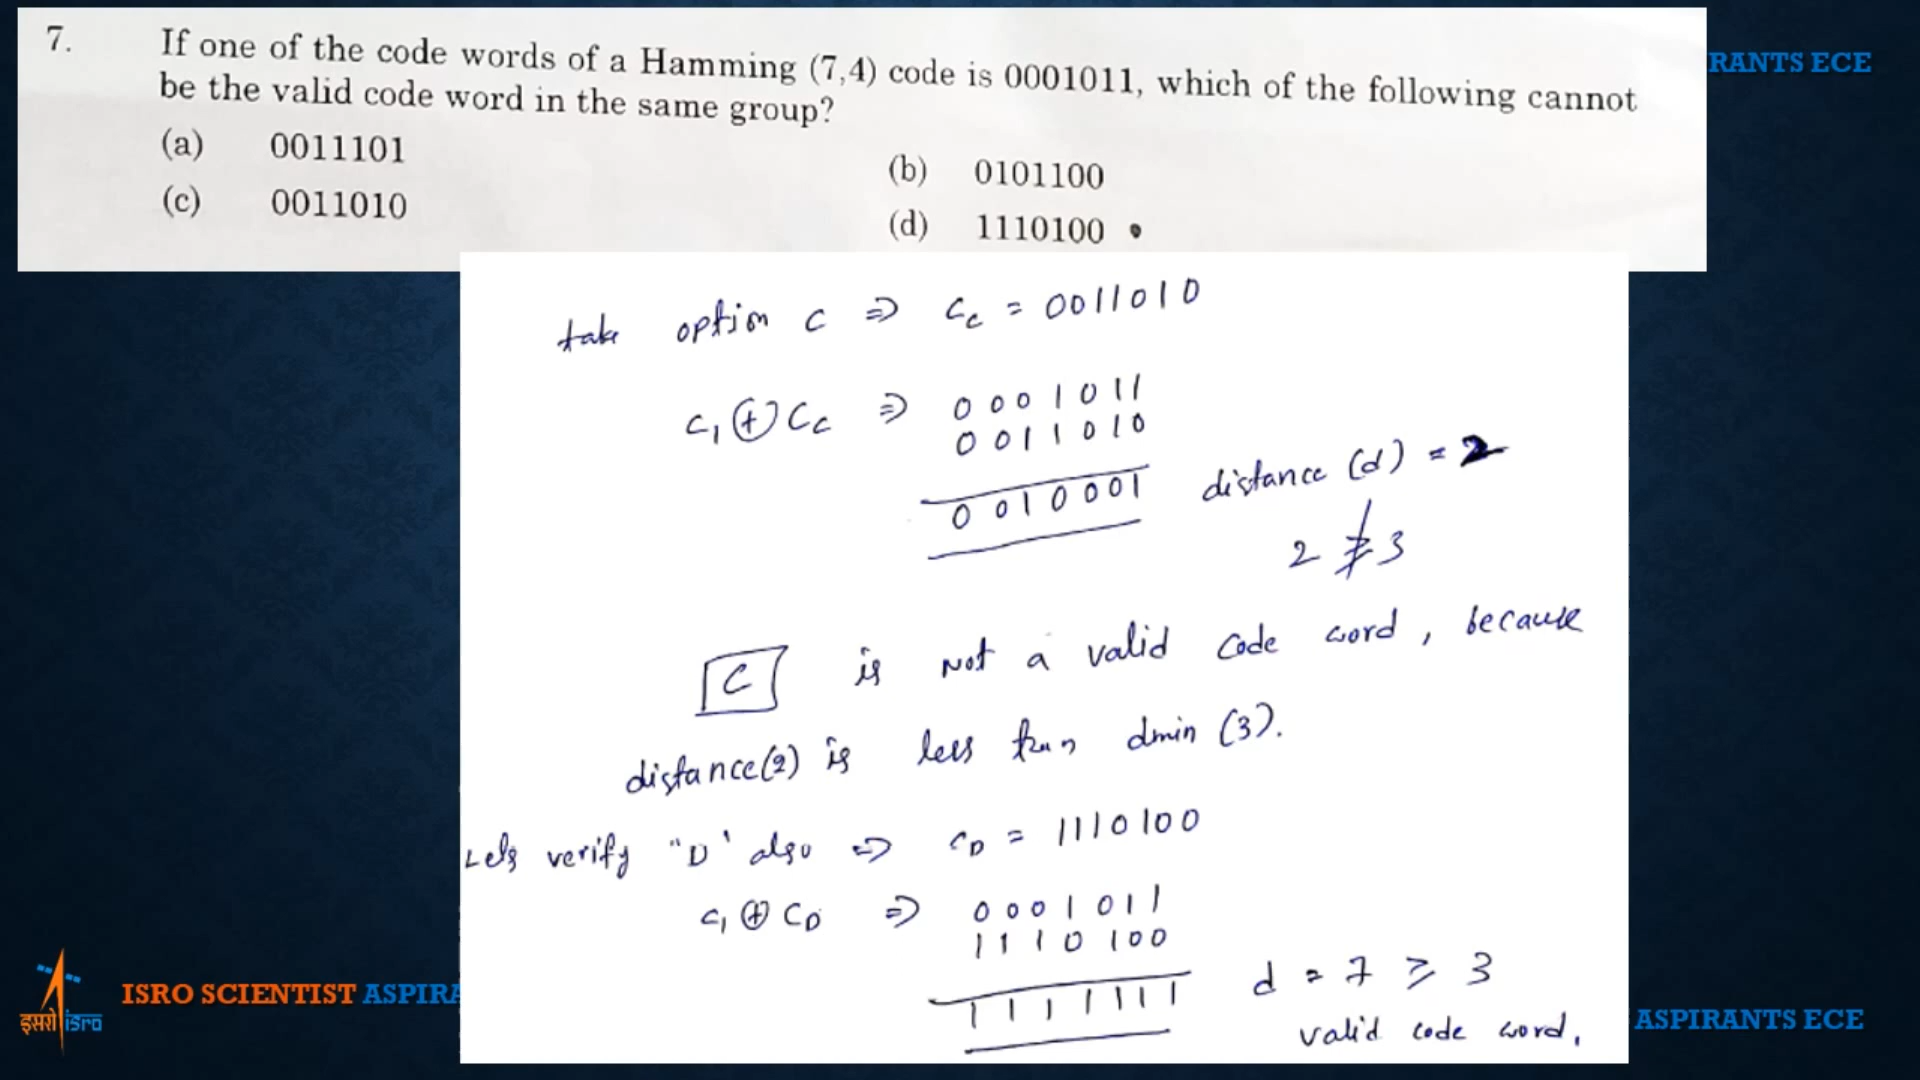 7. If one of the code words of a Hamming (7,4) code is 0001011, which of the following cannot
be the valid code word in the same group?
(a) 0011101
(b) 0101100
(c) 0011010
(d) 1110100
RANTS ECE
take option C ⇒ Cc = 0011010
C1 ⊕ Cc ⇒ 0001011
0011010
0010001
distance (d) = 2
2 ≱ 3
C is Not a valid code word, because
distance(2) is less than dmin (3).
Lets verify "D' also ⇒ CD = 1110100
C1 ⊕ CD ⇒ 0001011
1110100
1111111
d = 7 ≥ 3
valid code word.
इसरो isro
ISRO SCIENTIST ASPIRA
ASPIRANTS ECE